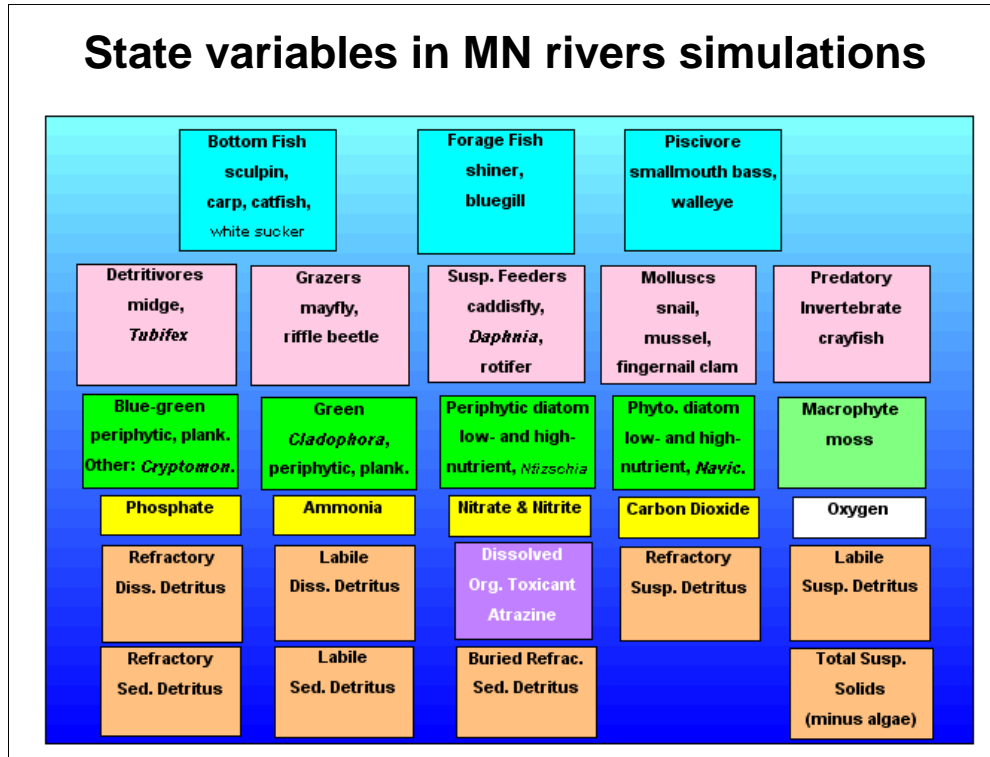 State variables in MN rivers simulations
Bottom Fish
sculpin,
carp, catfish,
white sucker
Forage Fish
shiner,
bluegill
Piscivore
smallmouth bass,
walleye
Detritivores
midge,
Tubifex
Grazers
mayfly,
riffle beetle
Susp. Feeders
caddisfly,
Daphnia,
rotifer
Molluscs
snail,
mussel,
fingernail clam
Predatory
Invertebrate
crayfish
Blue-green
periphytic, plank.
Other: Cryptomon.
Green
Cladophora,
periphytic, plank.
Periphytic diatom
low- and high-
nutrient, Ntizschia
Phyto. diatom
low- and high-
nutrient, Navic.
Macrophyte
moss
Phosphate
Ammonia
Nitrate & Nitrite
Carbon Dioxide
Oxygen
Refractory
Diss. Detritus
Labile
Diss. Detritus
Dissolved
Org. Toxicant
Atrazine
Refractory
Susp. Detritus
Labile
Susp. Detritus
Refractory
Sed. Detritus
Labile
Sed. Detritus
Buried Refrac.
Sed. Detritus
Total Susp.
Solids
(minus algae)